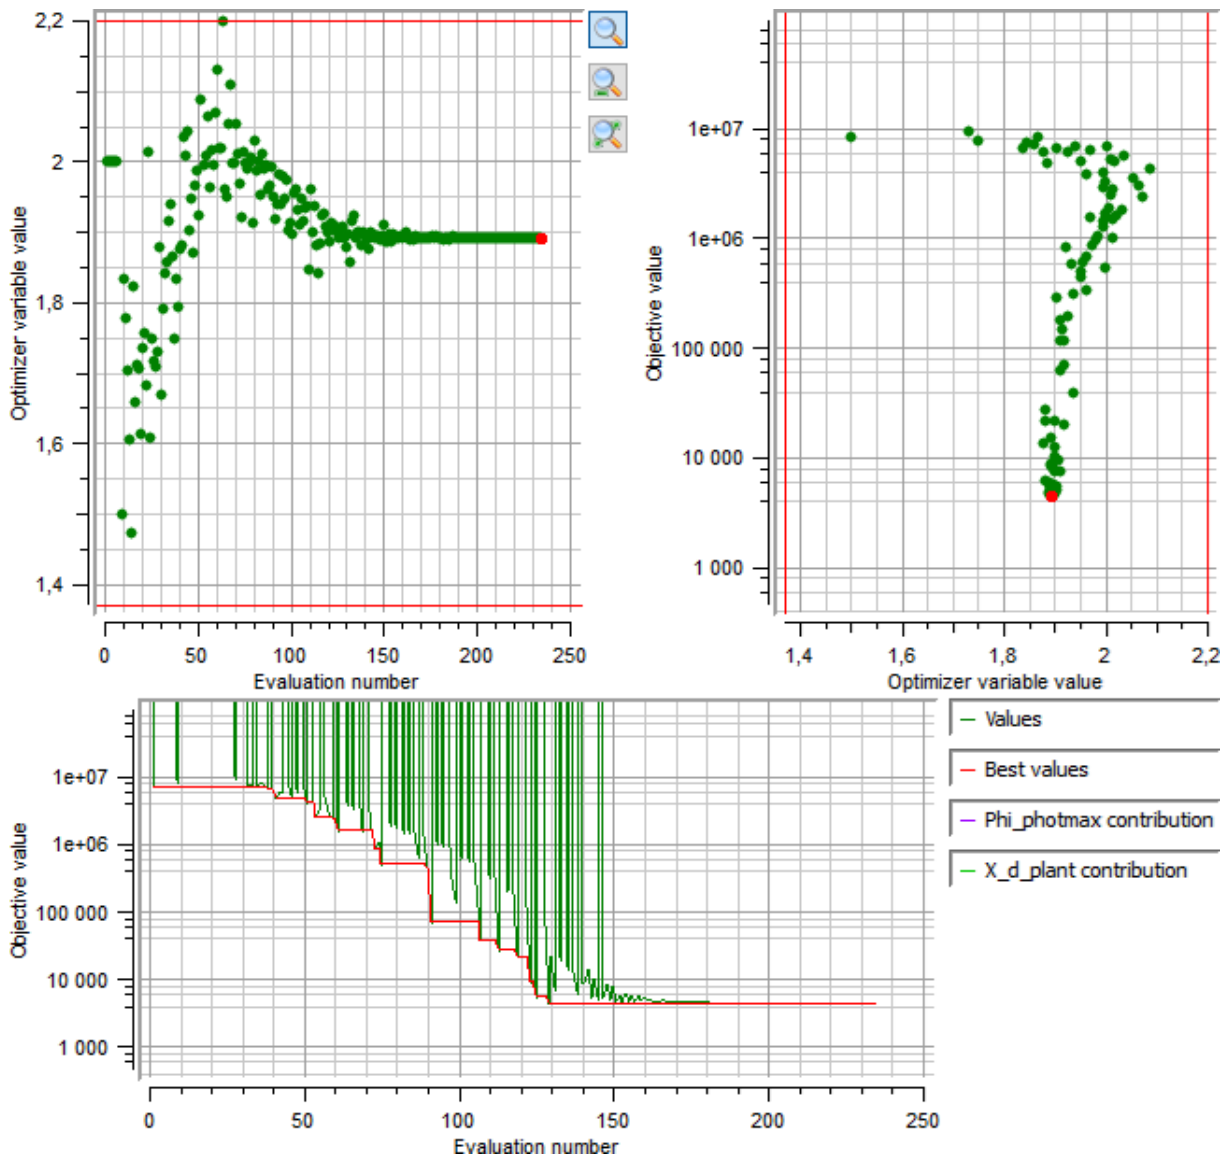 2,2
2
1,8
1,6
1,4
Optimizer variable value
0 50 100 150 200 250
Evaluation number
1e+07
1e+06
100 000
10 000
1 000
Objective value
1,4 1,6 1,8 2 2,2
Optimizer variable value
1e+07
1e+06
100 000
10 000
1 000
Objective value
0 50 100 150 200 250
Evaluation number
Values
Best values
Phi_photmax contribution
X_d_plant contribution